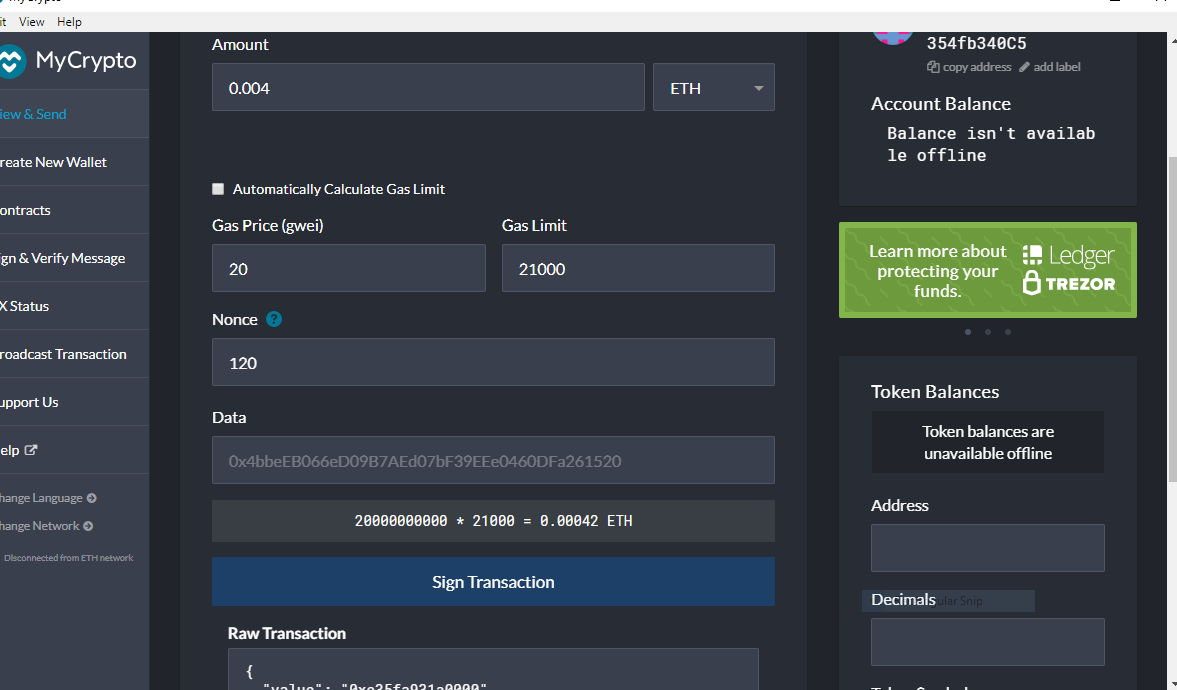 MyCrypto
it View Help
MyCrypto
iew & Send
reate New Wallet
ontracts
ign & Verify Message
X Status
roadcast Transaction
upport Us
elp
hange Language
hange Network
Disconnected from ETH network
Amount
0.004
ETH
Automatically Calculate Gas Limit
Gas Price (gwei)
Gas Limit
20
21000
Nonce ?
120
Data
0x4bbeEB066eD09B7AEd07bF39EEe0460DFa261520
20000000000 * 21000 = 0.00042 ETH
Sign Transaction
Raw Transaction
{
"value": "0xe35fa931a0000"
354fb340C5
copy address add label
Account Balance
Balance isn't availab
le offline
Learn more about
protecting your
funds.
Ledger
TREZOR
Token Balances
Token balances are
unavailable offline
Address
Decimals
ular Snip